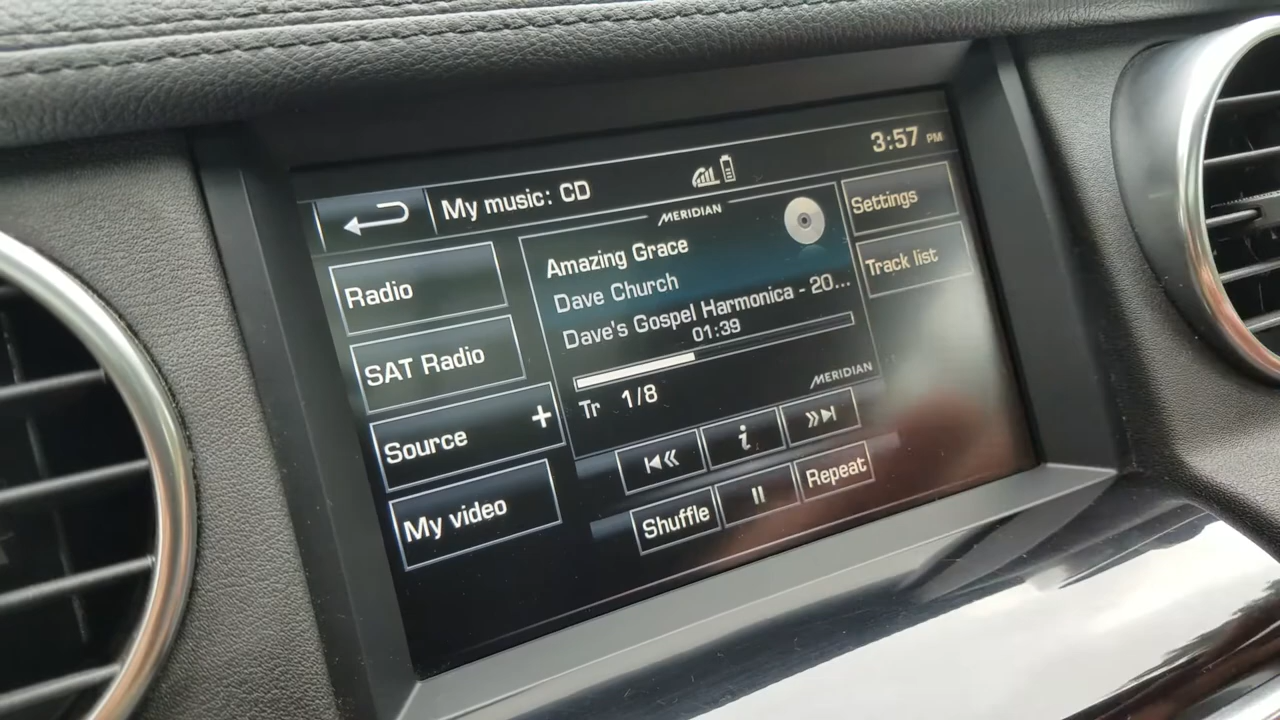 3:57 PM
My music: CD
MERIDIAN
Settings
Amazing Grace
Track list
Radio
Dave Church
Dave's Gospel Harmonica - 20...
01:39
SAT Radio
MERIDIAN
Tr 1/8
Source +
i
My video
Shuffle
Repeat